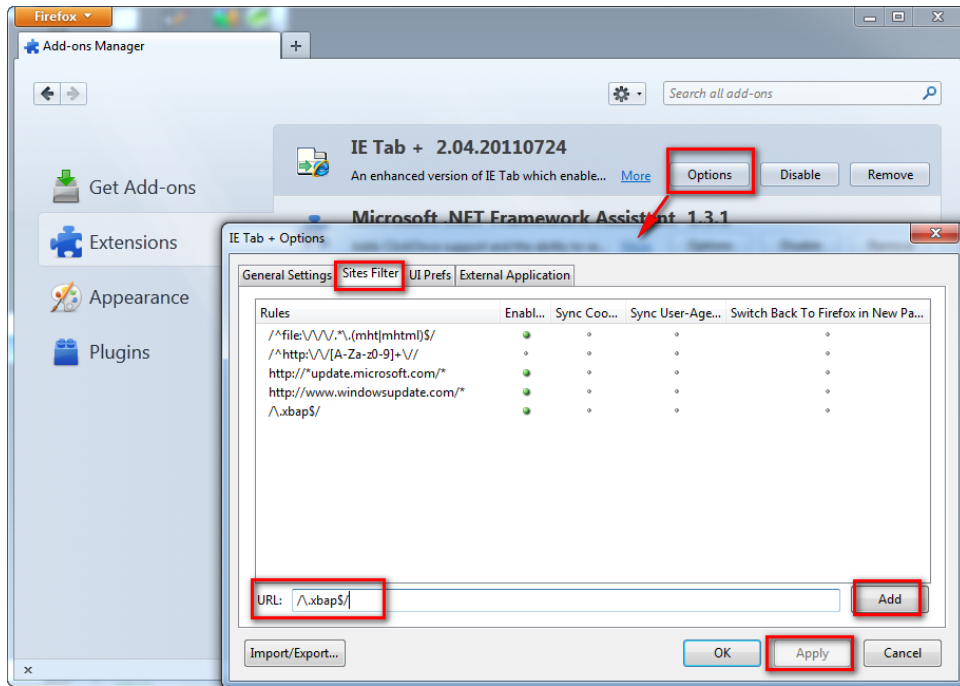 Firefox
Add-ons Manager
+
Search all add-ons
IE Tab + 2.04.20110724
An enhanced version of IE Tab which enable... More
Options
Disable
Remove
Get Add-ons
Microsoft .NET Framework Assistant 1.3.1
Extensions
Appearance
Plugins
IE Tab + Options
General Settings
Sites Filter
UI Prefs
External Application
Rules Enabl... Sync Coo... Sync User-Age... Switch Back To Firefox in New Pa...
/^file:\/\/\/.*\.(mht|mhtml)$/
/^http:\/\/[A-Za-z0-9]+\//
http://*update.microsoft.com/*
http://www.windowsupdate.com/*
/\.xbap$/
URL: /\.xbap$/
Add
Import/Export...
OK
Apply
Cancel
x